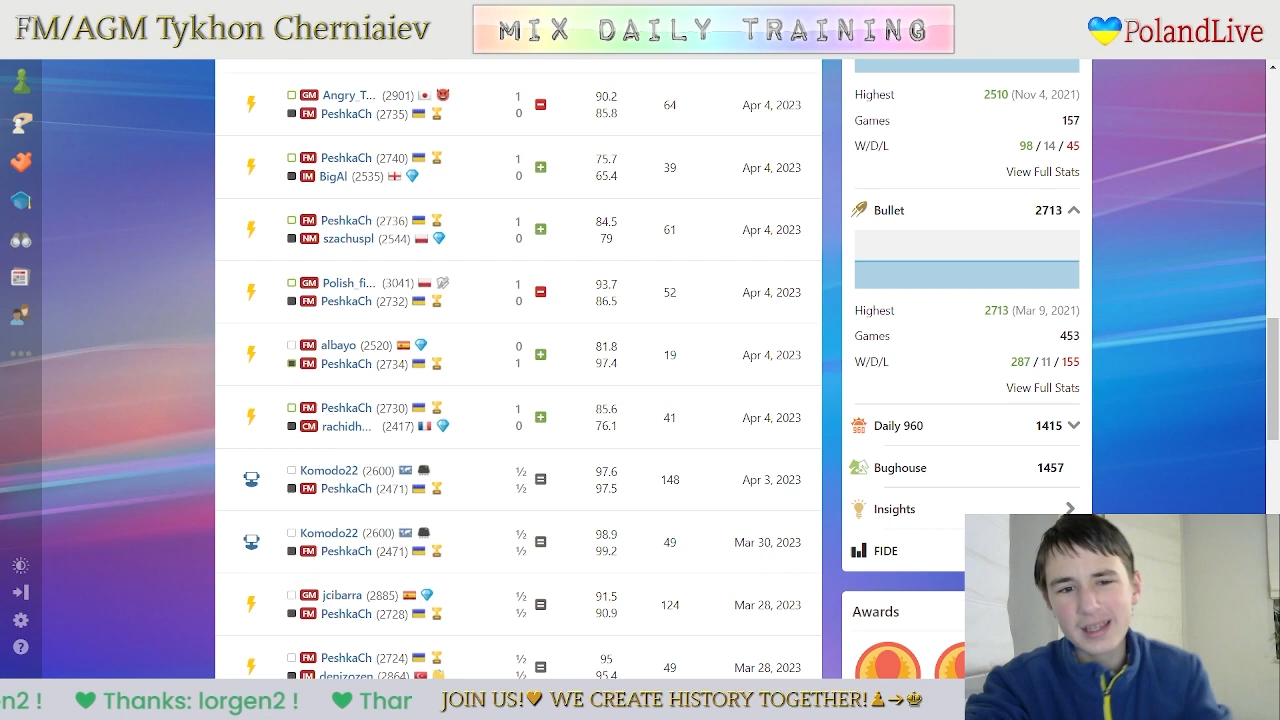 FM/AGM Tykhon Cherniaiev
MIX DAILY TRAINING
PolandLive
GM Angry_T... (2901) 1 90.2 64 Apr 4, 2023
FM PeshkaCh (2735) 0 85.8
FM PeshkaCh (2740) 1 75.7 39 Apr 4, 2023
IM BigAl (2535) 0 65.4
FM PeshkaCh (2736) 1 84.5 61 Apr 4, 2023
NM szachuspl (2544) 0 79
GM Polish_fi... (3041) 1 93.7 52 Apr 4, 2023
FM PeshkaCh (2732) 0 86.5
FM albayo (2520) 0 81.8 19 Apr 4, 2023
FM PeshkaCh (2734) 1 97.4
FM PeshkaCh (2730) 1 85.6 41 Apr 4, 2023
CM rachidh... (2417) 0 76.1
Komodo22 (2600) ½ 97.6 148 Apr 3, 2023
FM PeshkaCh (2471) ½ 97.5
Komodo22 (2600) ½ 98.9 49 Mar 30, 2023
FM PeshkaCh (2471) ½ 99.2
GM jcibarra (2885) ½ 91.5 124 Mar 28, 2023
FM PeshkaCh (2728) ½ 90.9
FM PeshkaCh (2724) ½ 95 49 Mar 28, 2023
IM denizozen (2864) ½ 95.4
Highest 2510 (Nov 4, 2021)
Games 157
W/D/L 98 / 14 / 45
View Full Stats
Bullet 2713
Highest 2713 (Mar 9, 2021)
Games 453
W/D/L 287 / 11 / 155
View Full Stats
Daily 960 1415
Bughouse 1457
Insights
FIDE
Awards
en2 ! Thanks: lorgen2 ! Thar
JOIN US! WE CREATE HISTORY TOGETHER!